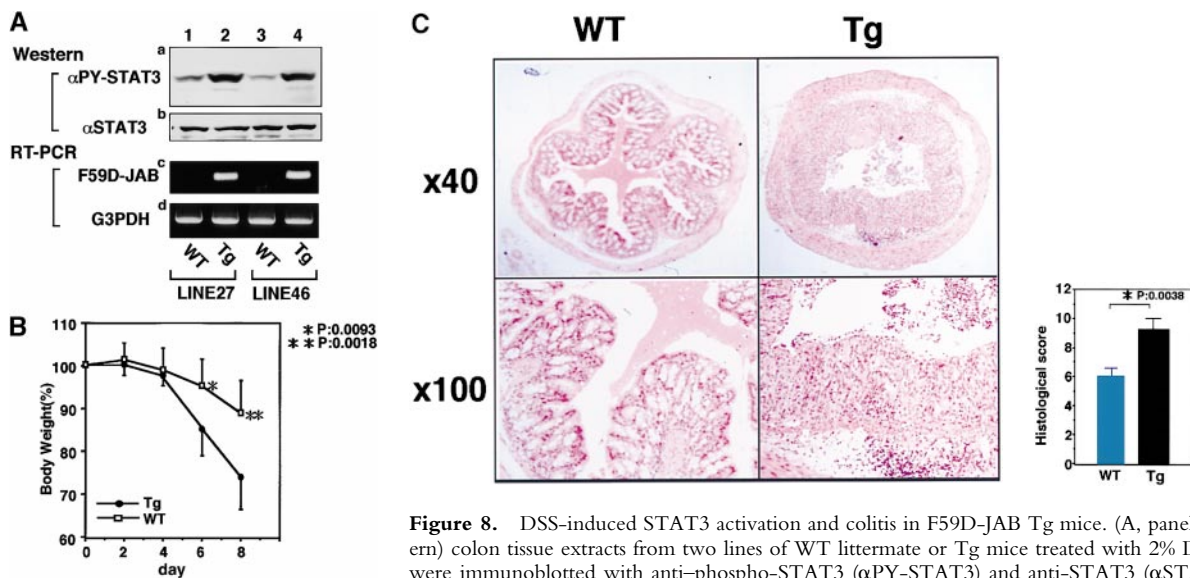 A
1 2 3 4
Western
a
αPY-STAT3
b
αSTAT3
RT-PCR
c
F59D-JAB
d
G3PDH
WT Tg WT Tg
LINE27 LINE46
B
110
100
90
80
70
60
Body Weight(%)
* P:0.0093
** P:0.0018
*
**
Tg
WT
0 2 4 6 8
day
C
WT Tg
x40
x100
12
10
8
6
4
2
0
Histological score
* P:0.0038
WT Tg
Figure 8. DSS-induced STAT3 activation and colitis in F59D-JAB Tg mice. (A, panel
ern) colon tissue extracts from two lines of WT littermate or Tg mice treated with 2% D
were immunoblotted with anti–phospho-STAT3 (αPY-STAT3) and anti-STAT3 (αST